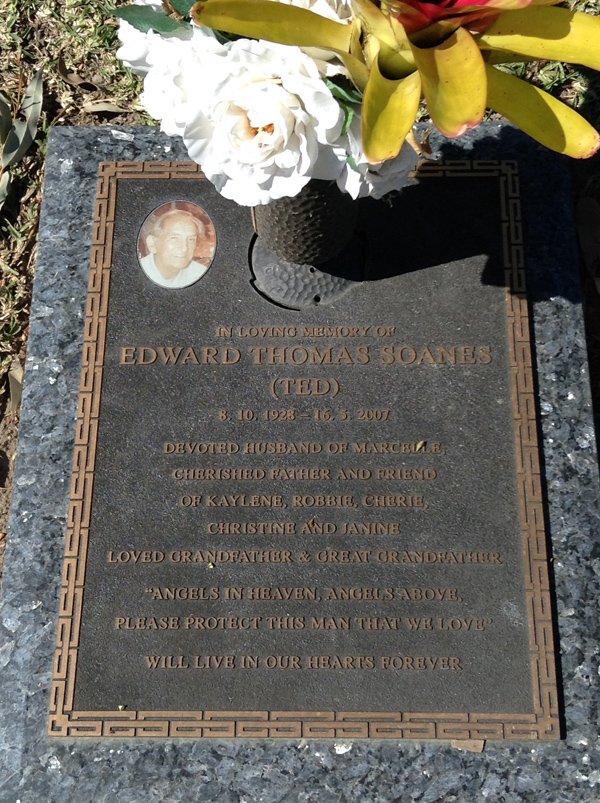 IN LOVING MEMORY OF
EDWARD THOMAS SOANES
(TED)
8. 10. 1928 – 16. 5. 2007
DEVOTED HUSBAND OF MARCELLE,
CHERISHED FATHER AND FRIEND
OF KAYLENE, ROBBIE, CHERIE,
CHRISTINE AND JANINE
LOVED GRANDFATHER & GREAT GRANDFATHER
"ANGELS IN HEAVEN, ANGELS ABOVE,
PLEASE PROTECT THIS MAN THAT WE LOVE"
WILL LIVE IN OUR HEARTS FOREVER